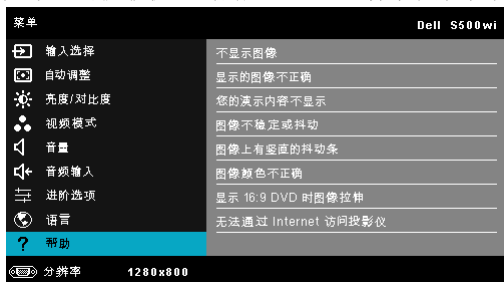 菜单
Dell S500wi
输入选择
自动调整
亮度/对比度
视频模式
音量
音频输入
进阶选项
语言
帮助
不显示图像
显示的图像不正确
您的演示内容不显示
图像不稳定或抖动
图像上有竖直的抖动条
图像颜色不正确
显示 16:9 DVD 时图像拉伸
无法通过 Internet 访问投影仪
分辨率 1280x800